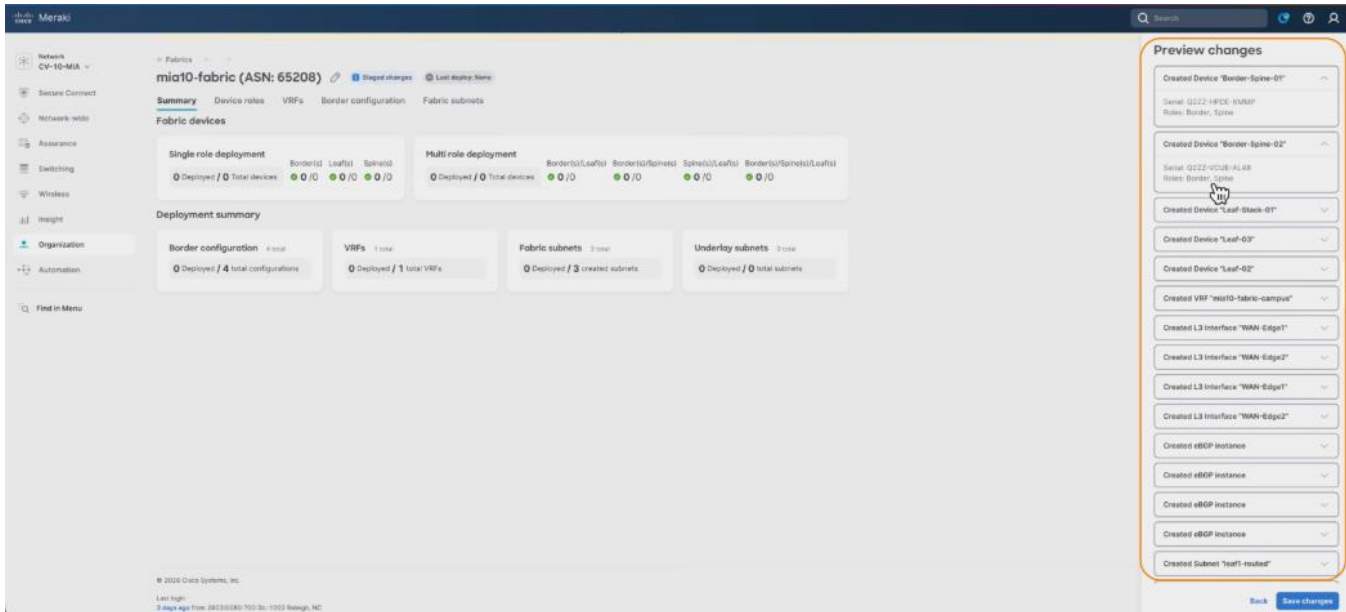 CISCO Meraki
Search
Network
CV-10-MIA
Secure Connect
Network-wide
Assurance
Switching
Wireless
Insight
Organization
Automation
Find in Menu
← Fabrics
mia10-fabric (ASN: 65208)
Staged changes
Last deploy: None
Summary
Device roles
VRFs
Border configuration
Fabric subnets
Fabric devices
Single role deployment
Border(s) Leaf(s) Spine(s)
0 Deployed / 0 Total devices 0/0 0/0 0/0
Multi role deployment
Border(s)/Leaf(s) Border(s)/Spine(s) Spine(s)/Leaf(s) Border(s)/Spine(s)/Leaf(s)
0 Deployed / 0 Total devices 0/0 0/0 0/0 0/0
Deployment summary
Border configuration 4 total
0 Deployed / 4 total configurations
VRFs 1 total
0 Deployed / 1 total VRFs
Fabric subnets 3 total
0 Deployed / 3 created subnets
Underlay subnets 0 total
0 Deployed / 0 total subnets
Preview changes
Created Device "Border-Spine-01"
Serial:
Roles: Border, Spine
Created Device "Border-Spine-02"
Serial:
Roles: Border, Spine
Created Device "Leaf-Stack-01"
Created Device "Leaf-03"
Created Device "Leaf-02"
Created VRF "mia10-fabric-campus"
Created L3 Interface "WAN-Edge1"
Created L3 Interface "WAN-Edge2"
Created L3 Interface "WAN-Edge1"
Created L3 Interface "WAN-Edge2"
Created eBGP instance
Created eBGP instance
Created eBGP instance
Created eBGP instance
Created Subnet "leaf1-routed"
Back
Save changes
Cisco Systems, Inc.
Last login:
3 days ago from Raleigh, NC